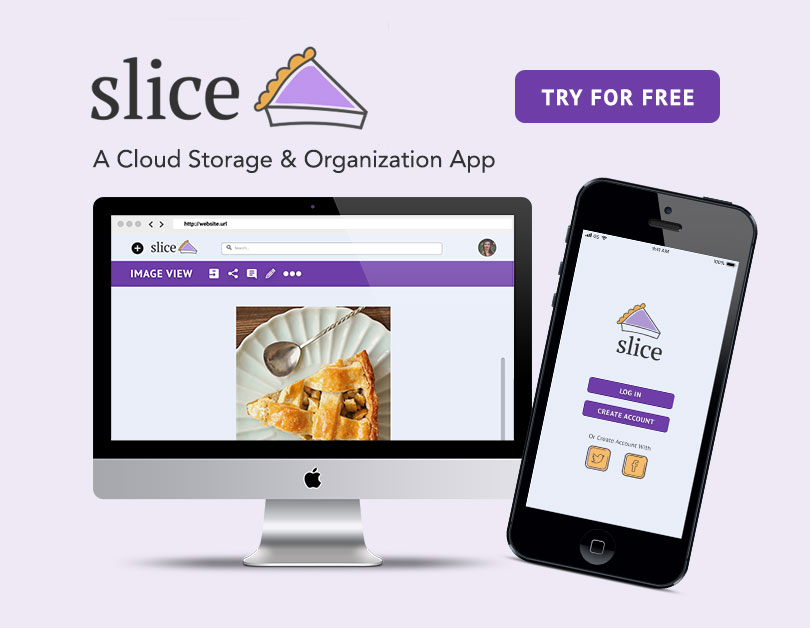 slice
TRY FOR FREE
A Cloud Storage & Organization App
http://website.url
slice
Search...
IMAGE VIEW
9:41 AM
100%
slice
LOG IN
CREATE ACCOUNT
Or Create Account With